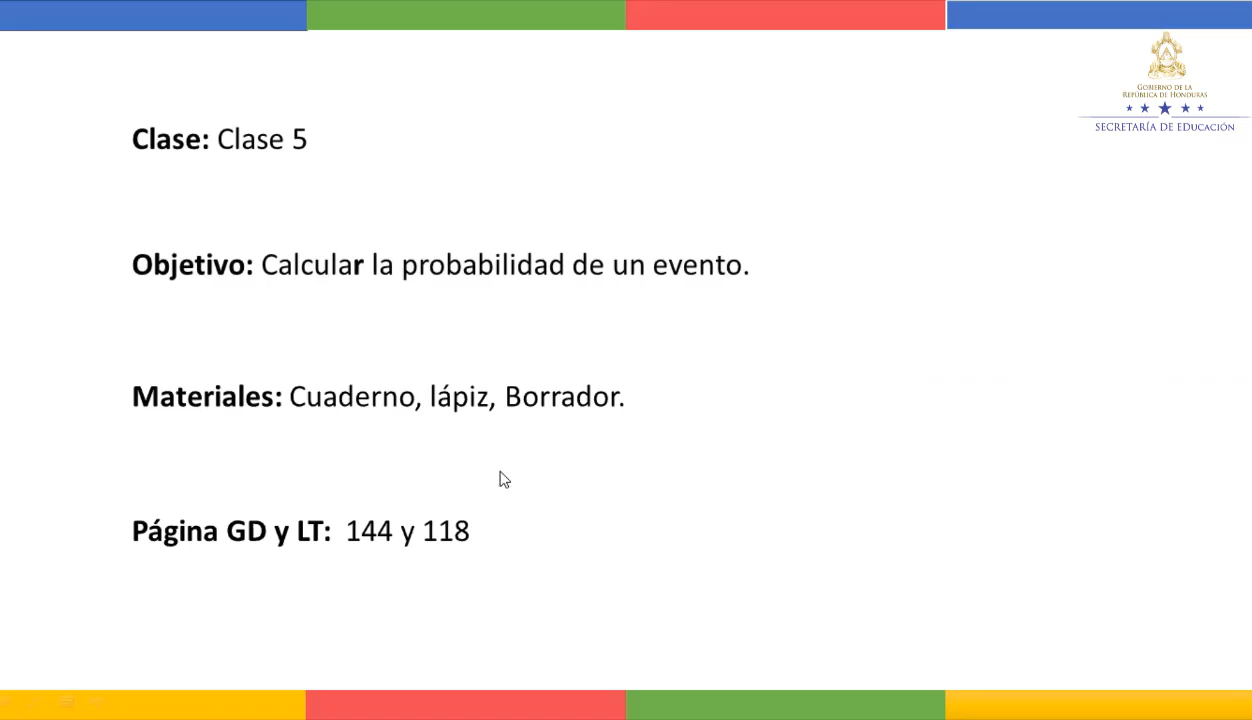 GOBIERNO DE LA
REPÚBLICA DE HONDURAS
SECRETARÍA DE EDUCACIÓN
Clase: Clase 5
Objetivo: Calcular la probabilidad de un evento.
Materiales: Cuaderno, lápiz, Borrador.
Página GD y LT: 144 y 118